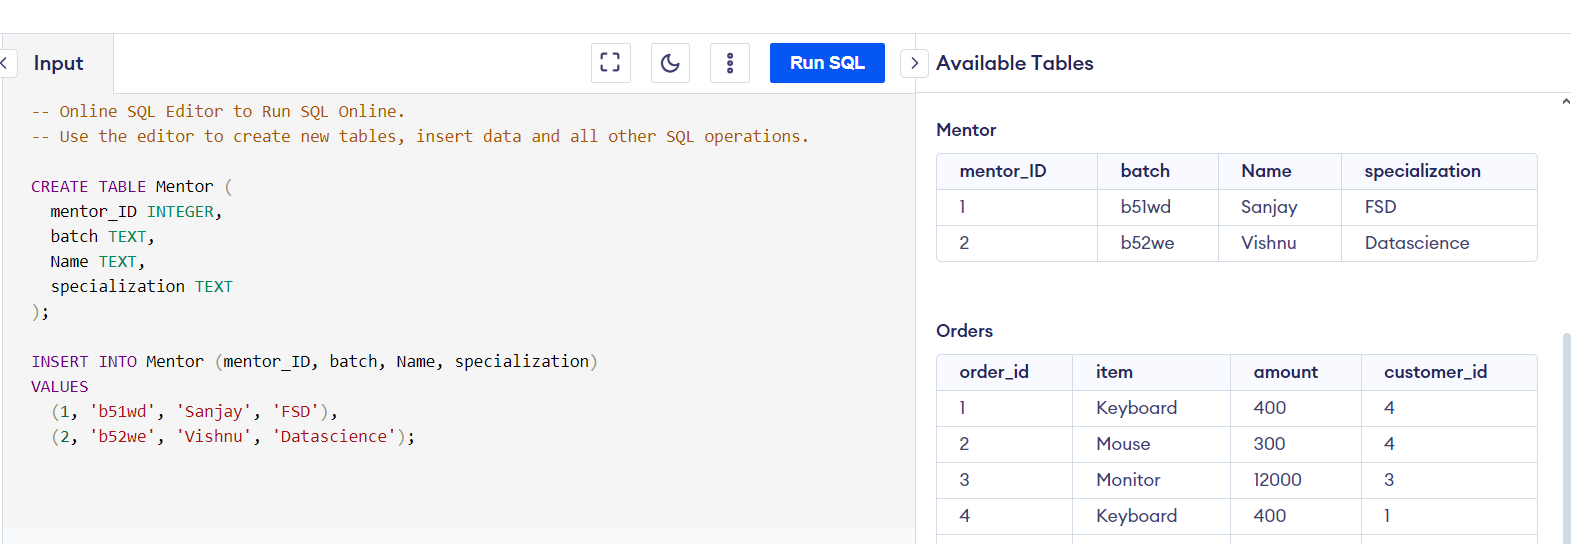 Input
Run SQL
Available Tables
-- Online SQL Editor to Run SQL Online.
-- Use the editor to create new tables, insert data and all other SQL operations.
CREATE TABLE Mentor (
mentor_ID INTEGER,
batch TEXT,
Name TEXT,
specialization TEXT
);
INSERT INTO Mentor (mentor_ID, batch, Name, specialization)
VALUES
(1, 'b51wd', 'Sanjay', 'FSD'),
(2, 'b52we', 'Vishnu', 'Datascience');
Mentor
mentor_ID batch Name specialization
1 b51wd Sanjay FSD
2 b52we Vishnu Datascience
Orders
order_id item amount customer_id
1 Keyboard 400 4
2 Mouse 300 4
3 Monitor 12000 3
4 Keyboard 400 1